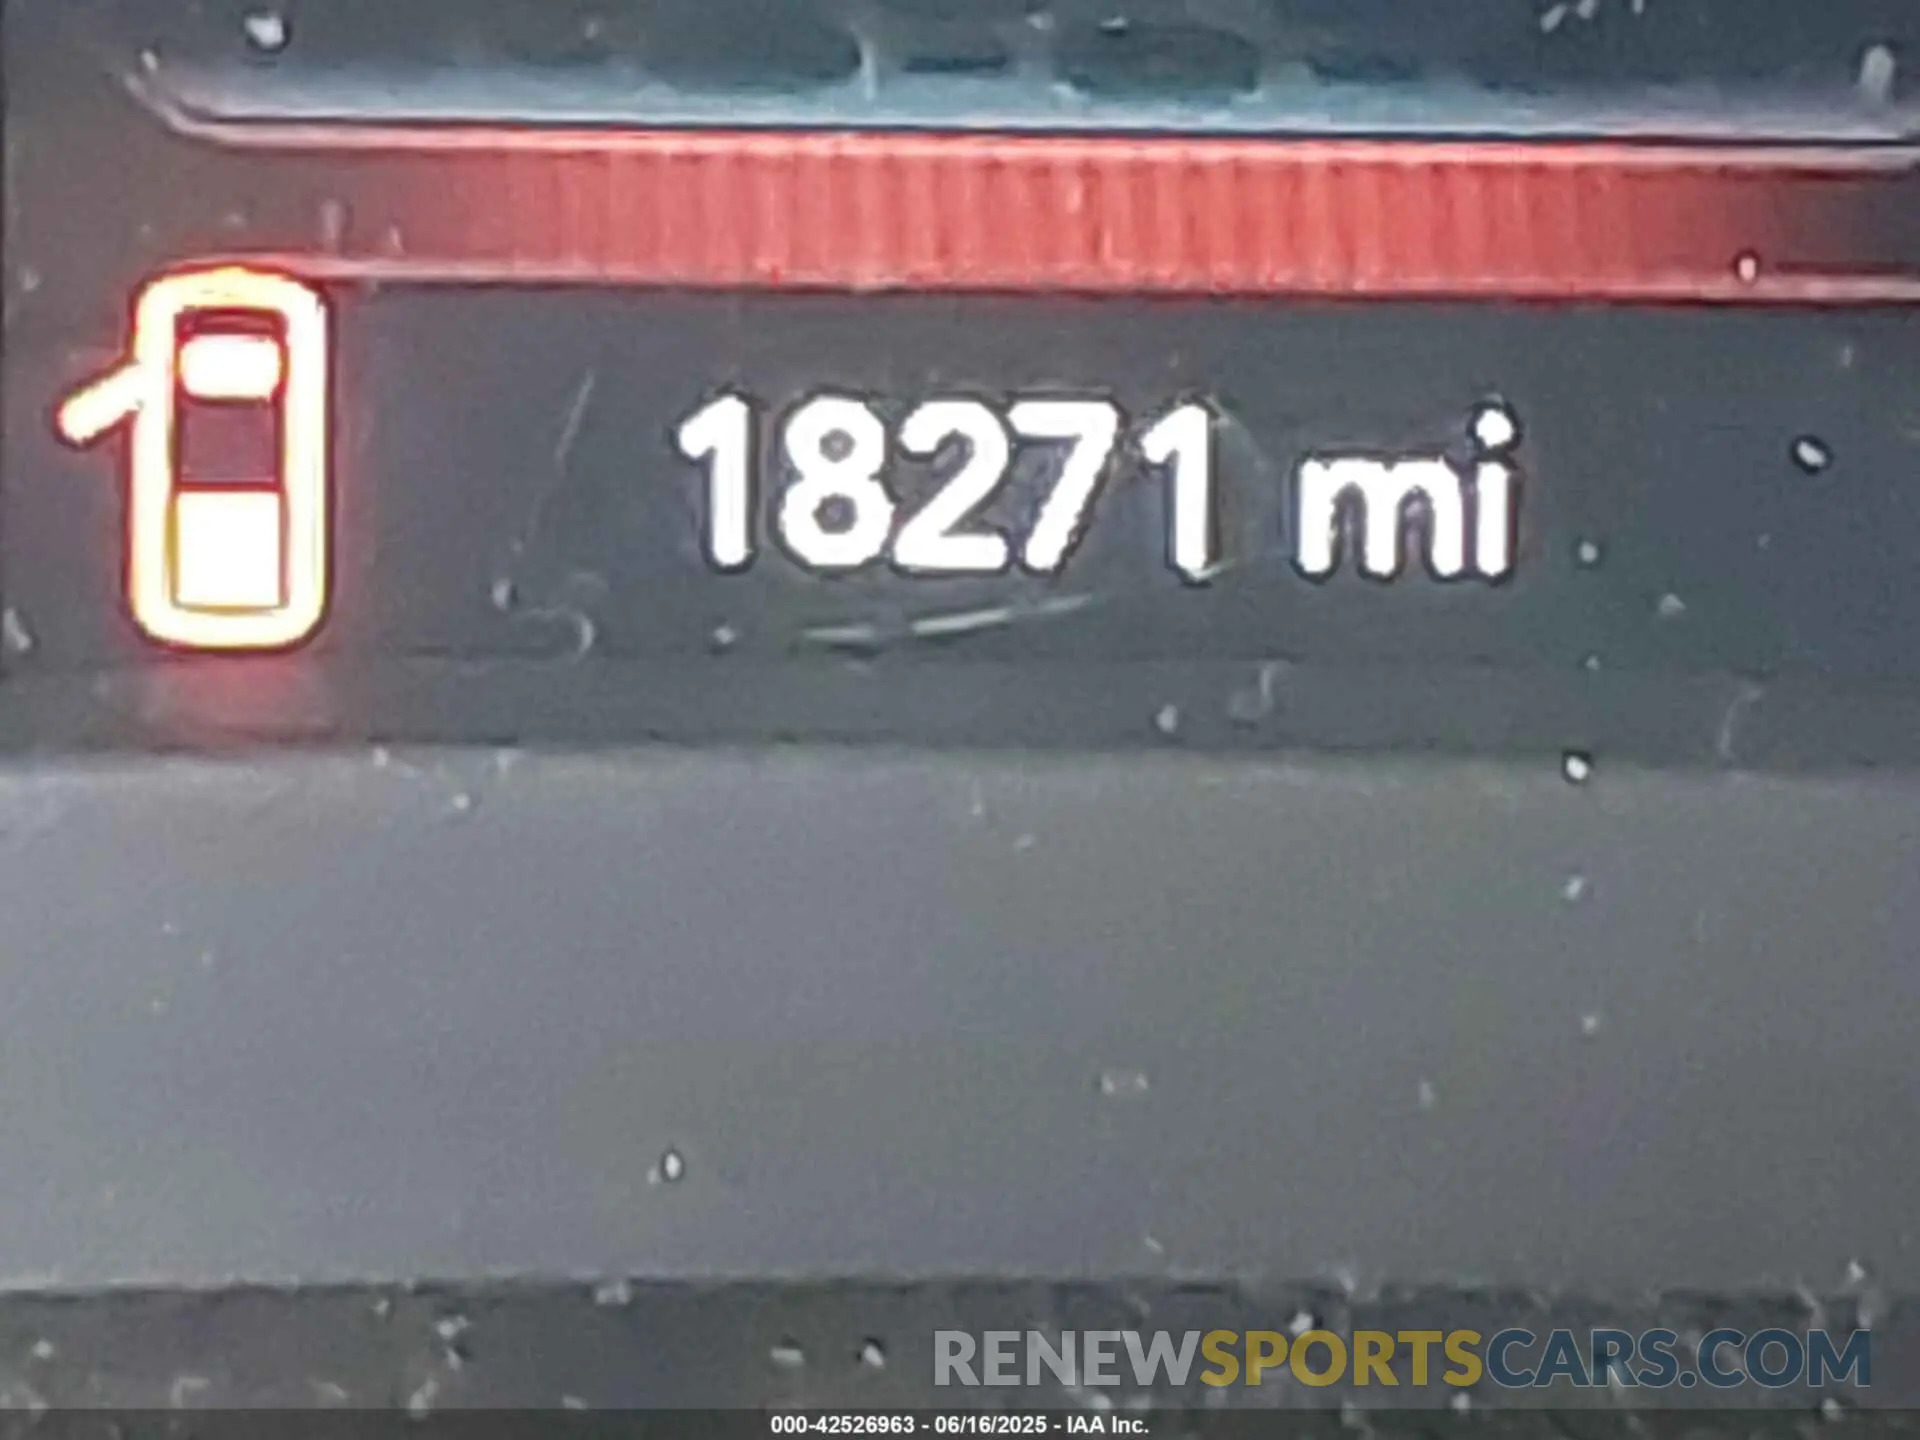 18271 mi
RENEWSPORTSCARS.COM
000-42526963 - 06/16/2025 - IAA Inc.